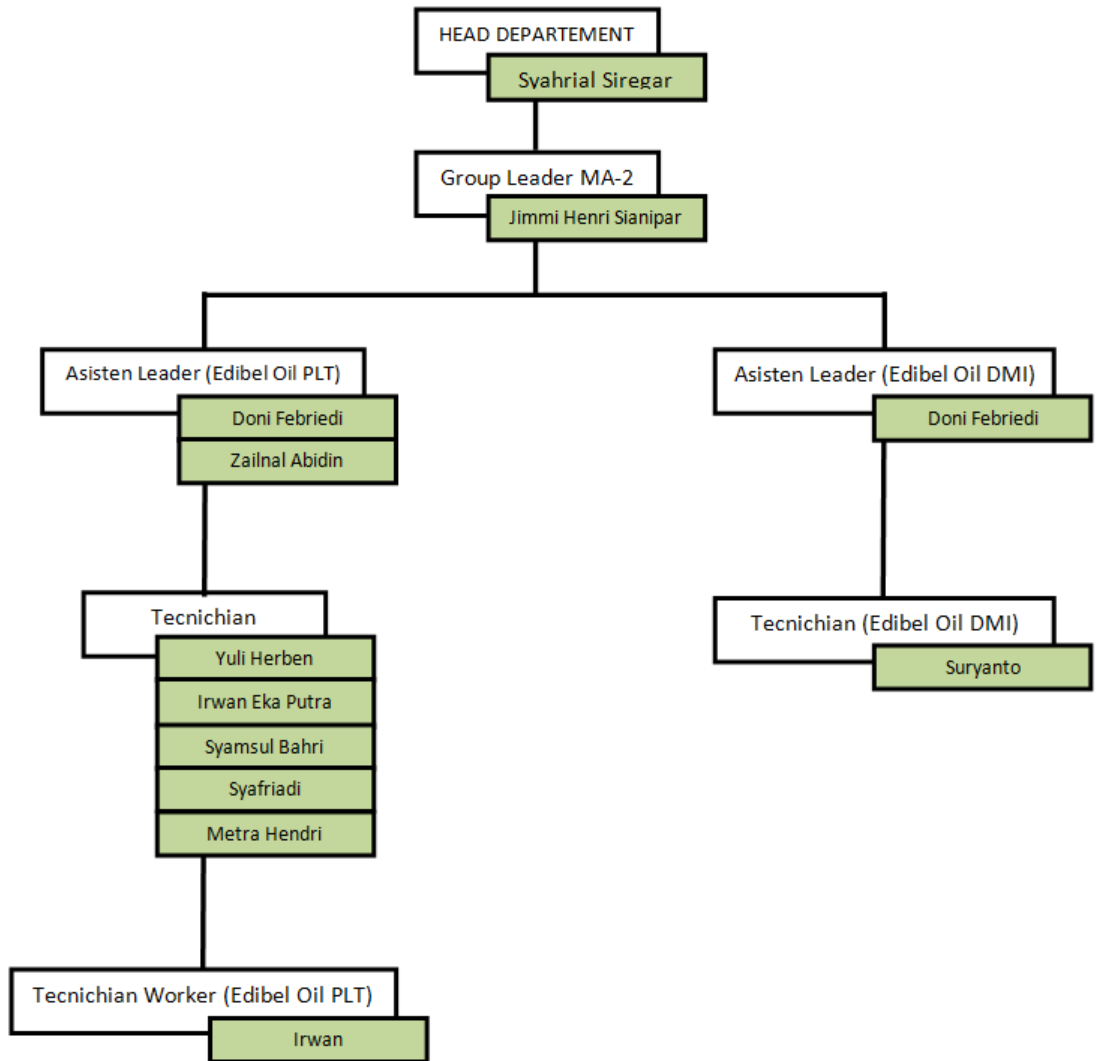 HEAD DEPARTEMENT
Syahrial Siregar
Group Leader MA-2
Jimmi Henri Sianipar
Asisten Leader (Edibel Oil PLT)
Doni Febriedi
Zailnal Abidin
Asisten Leader (Edibel Oil DMI)
Doni Febriedi
Tecnichian
Yuli Herben
Irwan Eka Putra
Syamsul Bahri
Syafriadi
Metra Hendri
Tecnichian (Edibel Oil DMI)
Suryanto
Tecnichian Worker (Edibel Oil PLT)
Irwan